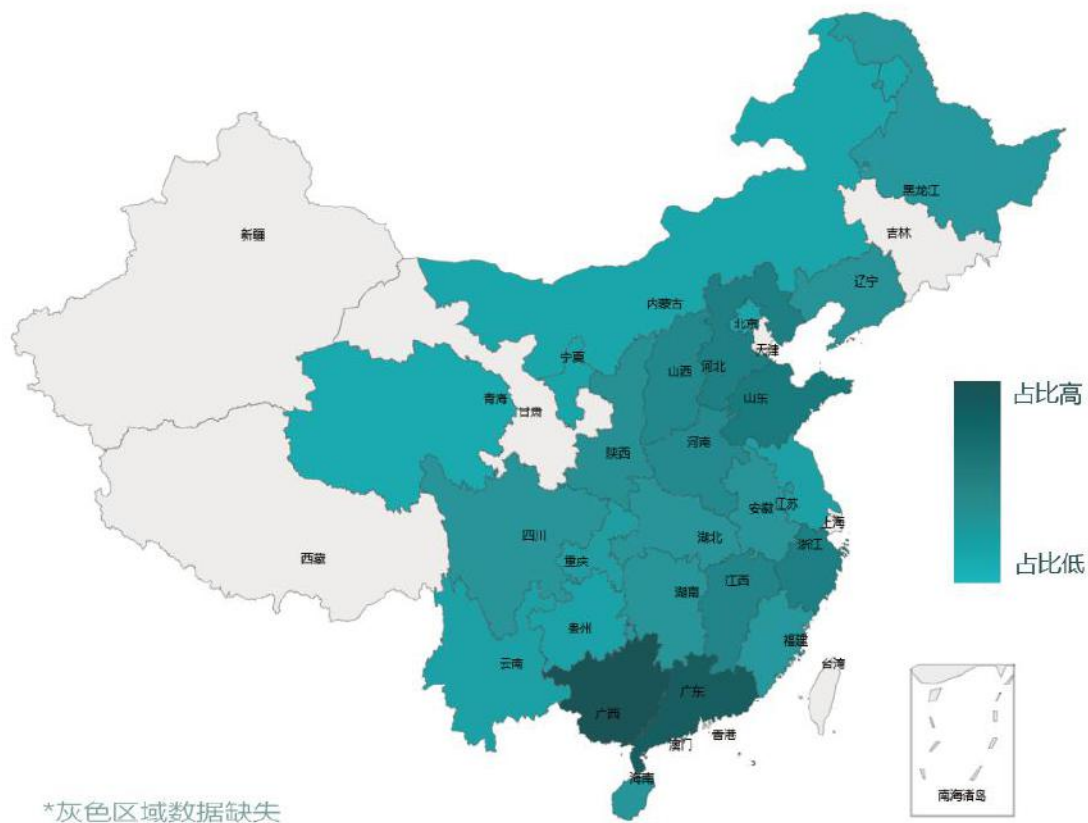 黑龙江
新疆
吉林
辽宁
内蒙古
北京
天津
宁夏
山西
河北
青海
甘肃
山东
占比高
陕西
河南
安徽
江苏
上海
四川
湖北
浙江
西藏
重庆
占比低
江西
湖南
贵州
福建
云南
台湾
广东
广西
香港
澳门
海南
南海诸岛
*灰色区域数据缺失